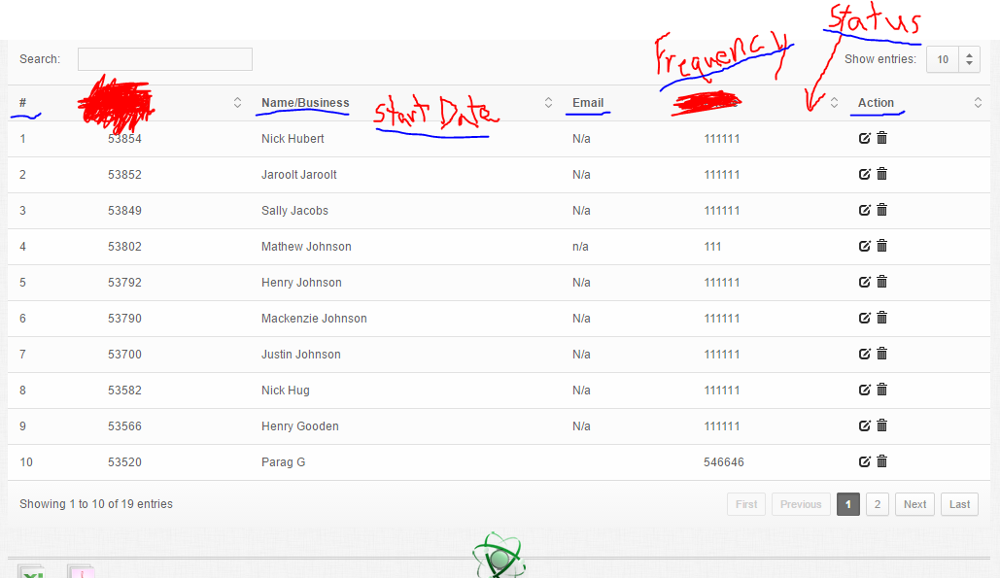 Status
Frequency
Search: Show entries: 10
# Name/Business Start Date Email Action
1 53854 Nick Hubert N/a 111111
2 53852 Jaroolt Jaroolt N/a 111111
3 53849 Sally Jacobs N/a 111111
4 53802 Mathew Johnson n/a 111
5 53792 Henry Johnson N/a 111111
6 53790 Mackenzie Johnson N/a 111111
7 53700 Justin Johnson N/a 111111
8 53582 Nick Hug N/a 111111
9 53566 Henry Gooden N/a 111111
10 53520 Parag G 546646
Showing 1 to 10 of 19 entries First Previous 1 2 Next Last